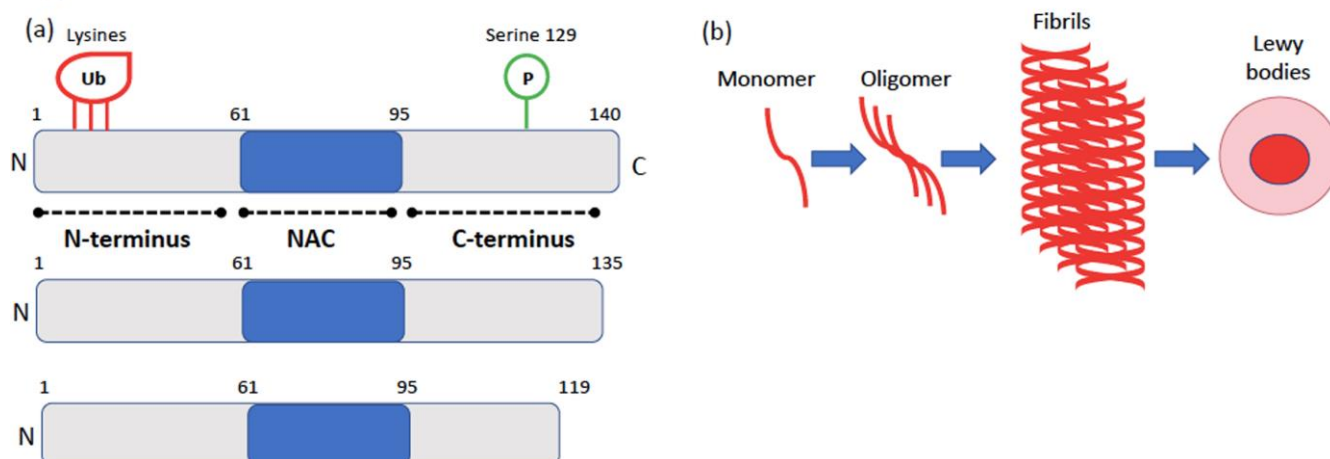 (a)
Lysines
Serine 129
Ub
P
1 61 95 140
N C
N-terminus NAC C-terminus
1 61 95 135
N
1 61 95 119
N
(b)
Fibrils
Lewy
bodies
Monomer
Oligomer